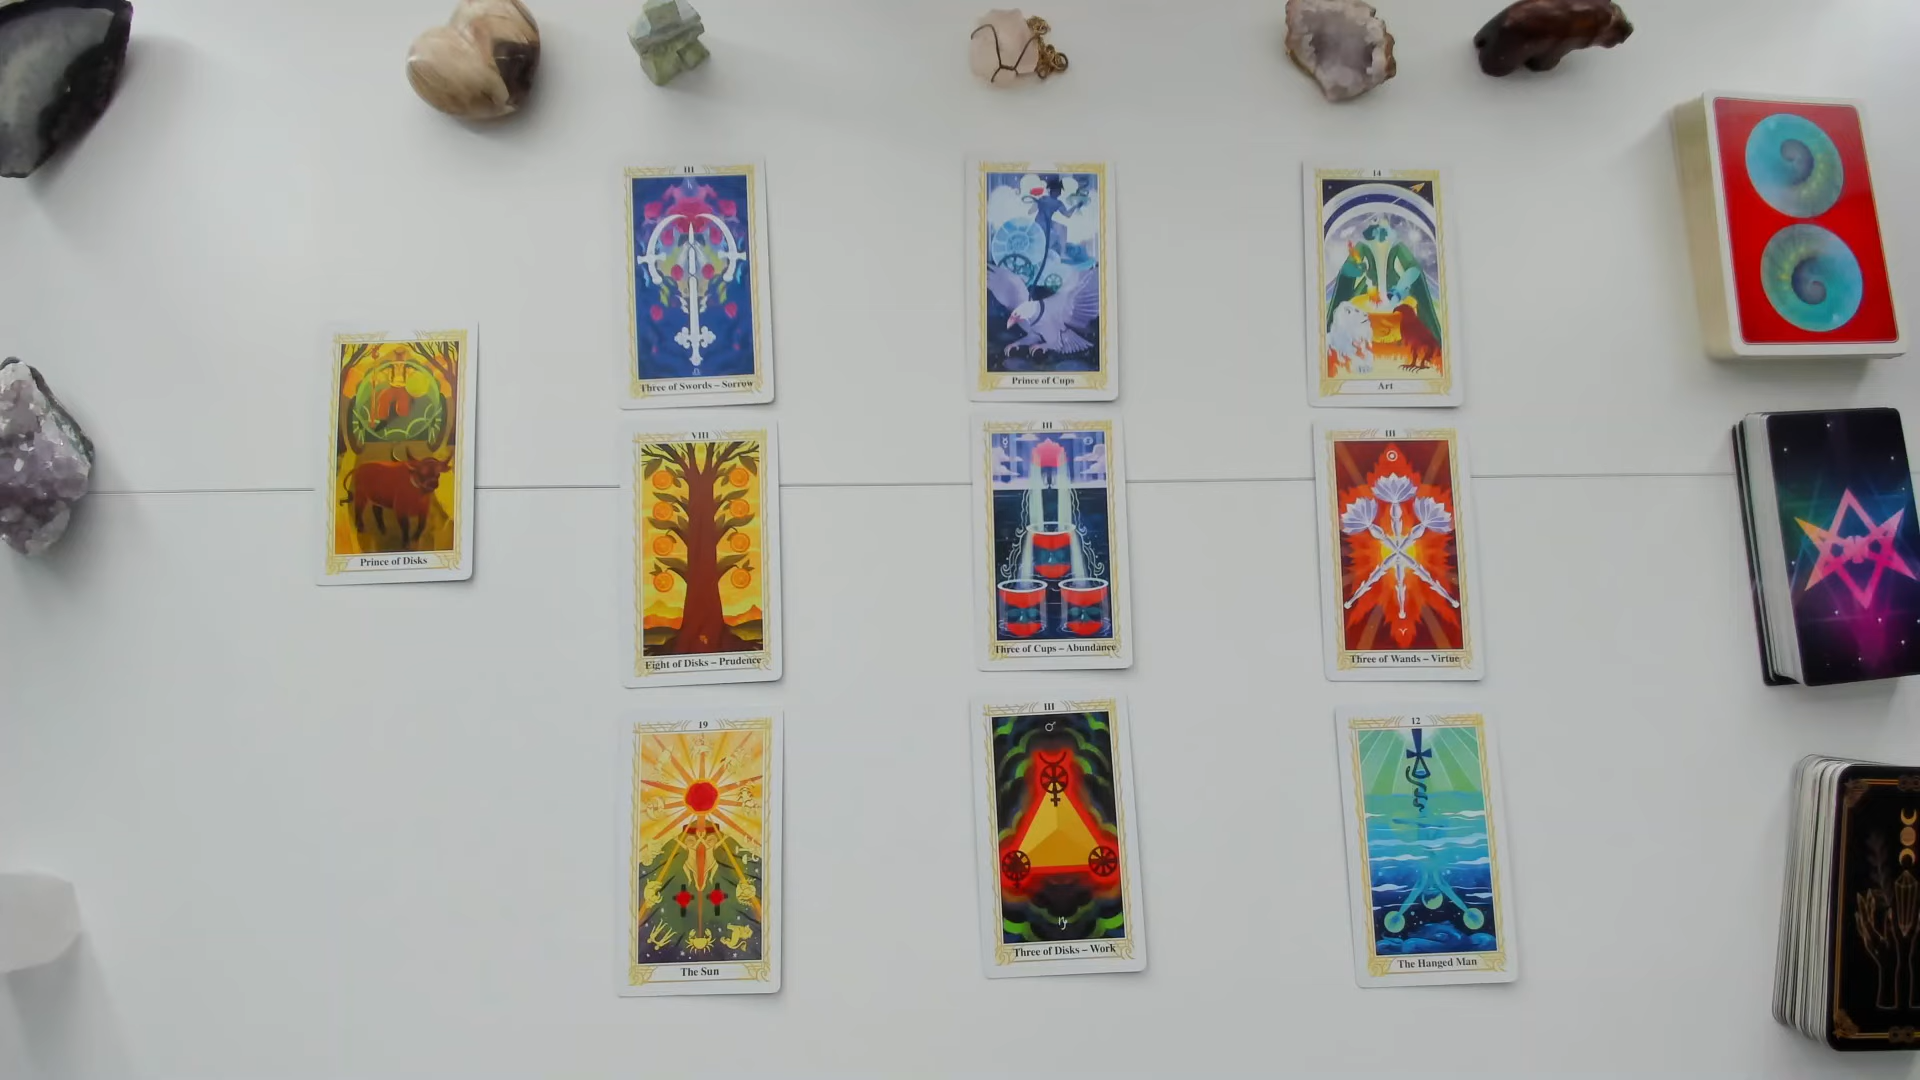 III
Three of Swords – Sorrow
Prince of Cups
14
Art
Prince of Disks
VIII
Eight of Disks – Prudence
III
Three of Cups – Abundance
III
Three of Wands – Virtue
19
The Sun
III
Three of Disks – Work
12
The Hanged Man